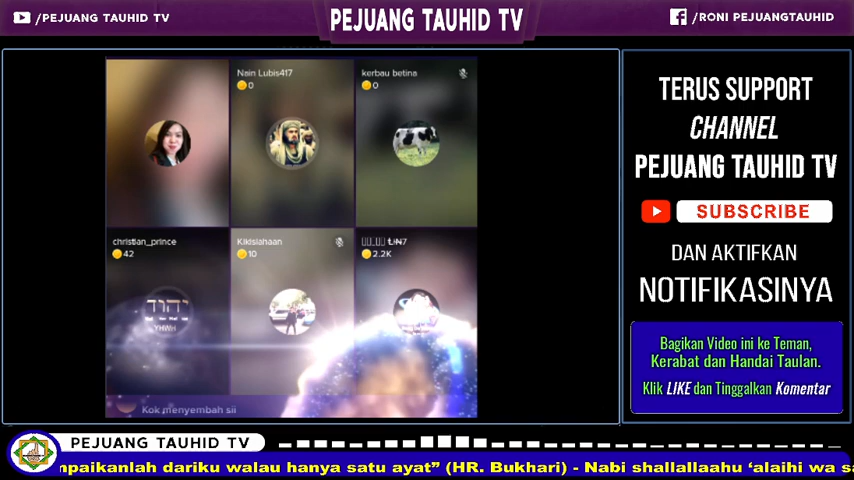 /PEJUANG TAUHID TV
PEJUANG TAUHID TV
/RONI PEJUANGTAUHID
Nain Lubis417
0
kerbau betina
0
christian_prince
42
Kikisiahaan
10
2.2K
YHWH
Kok menyembah sii
TERUS SUPPORT
CHANNEL
PEJUANG TAUHID TV
SUBSCRIBE
DAN AKTIFKAN
NOTIFIKASINYA
Bagikan Video ini ke Teman,
Kerabat dan Handai Taulan.
Klik LIKE dan Tinggalkan Komentar
PEJUANG TAUHID TV
mpaikanlah dariku walau hanya satu ayat” (HR. Bukhari) - Nabi shallallaahu ‘alaihi wa sa